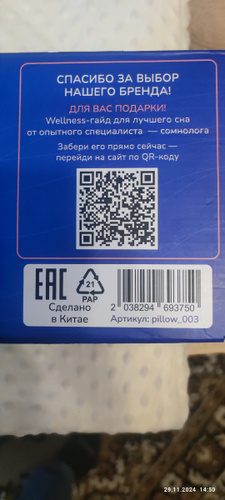 СПАСИБО ЗА ВЫБОР
НАШЕГО БРЕНДА!
ДЛЯ ВАС ПОДАРКИ!
Wellness-гайд для лучшего сна
от опытного специалиста — сомнолога
Забери его прямо сейчас —
перейди на сайт по QR-коду
EAC
21
PAP
Сделано
в Китае
2 038294 693750
Артикул: pillow_003
29.11.2024 14:50